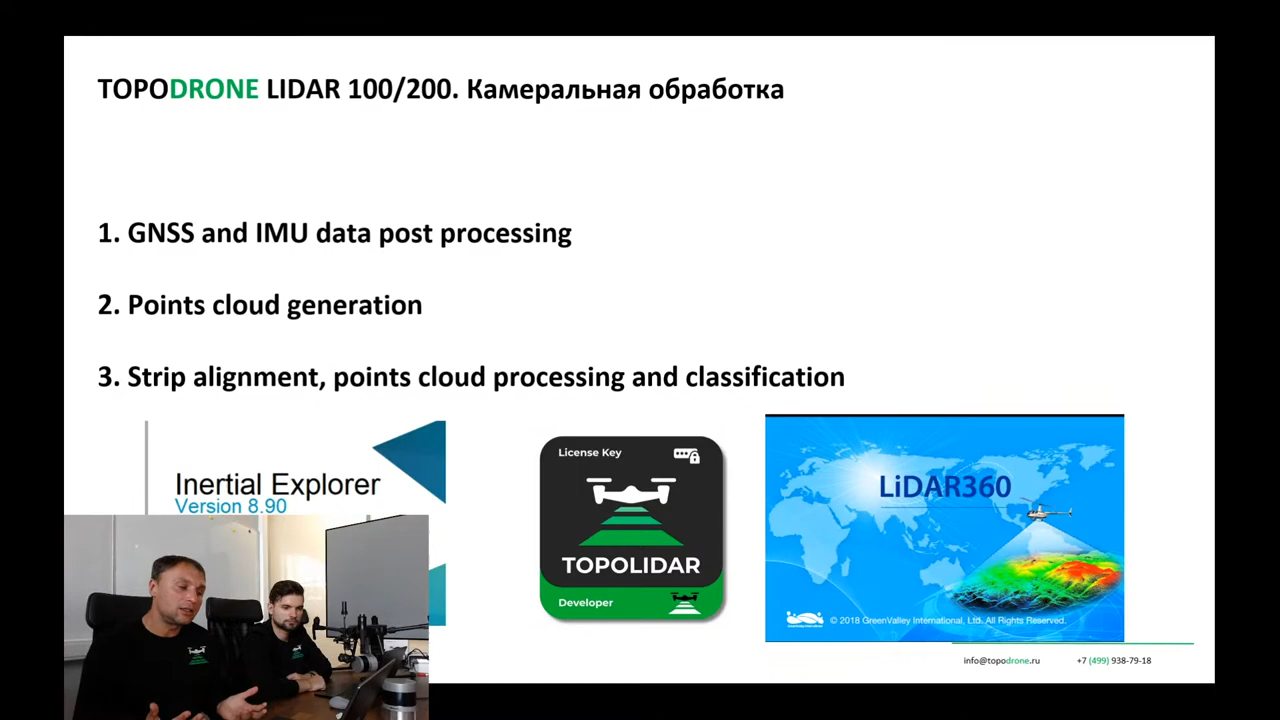 TOPODRONE LIDAR 100/200. Камеральная обработка
1. GNSS and IMU data post processing
2. Points cloud generation
3. Strip alignment, points cloud processing and classification
Inertial Explorer
Version 8.90
License Key
TOPOLIDAR
Developer
LiDAR360
© 2018 GreenValley International, Ltd. All Rights Reserved.
info@topodrone.ru +7 (499) 938-79-18